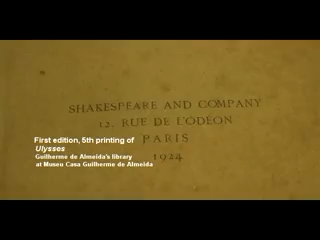 SHAKESPEARE AND COMPANY
12, RUE DE L'ODÉON
PARIS
1924
First edition, 5th printing of
Ulysses
Guilherme de Almeida's library
at Museu Casa Guilherme de Almeida